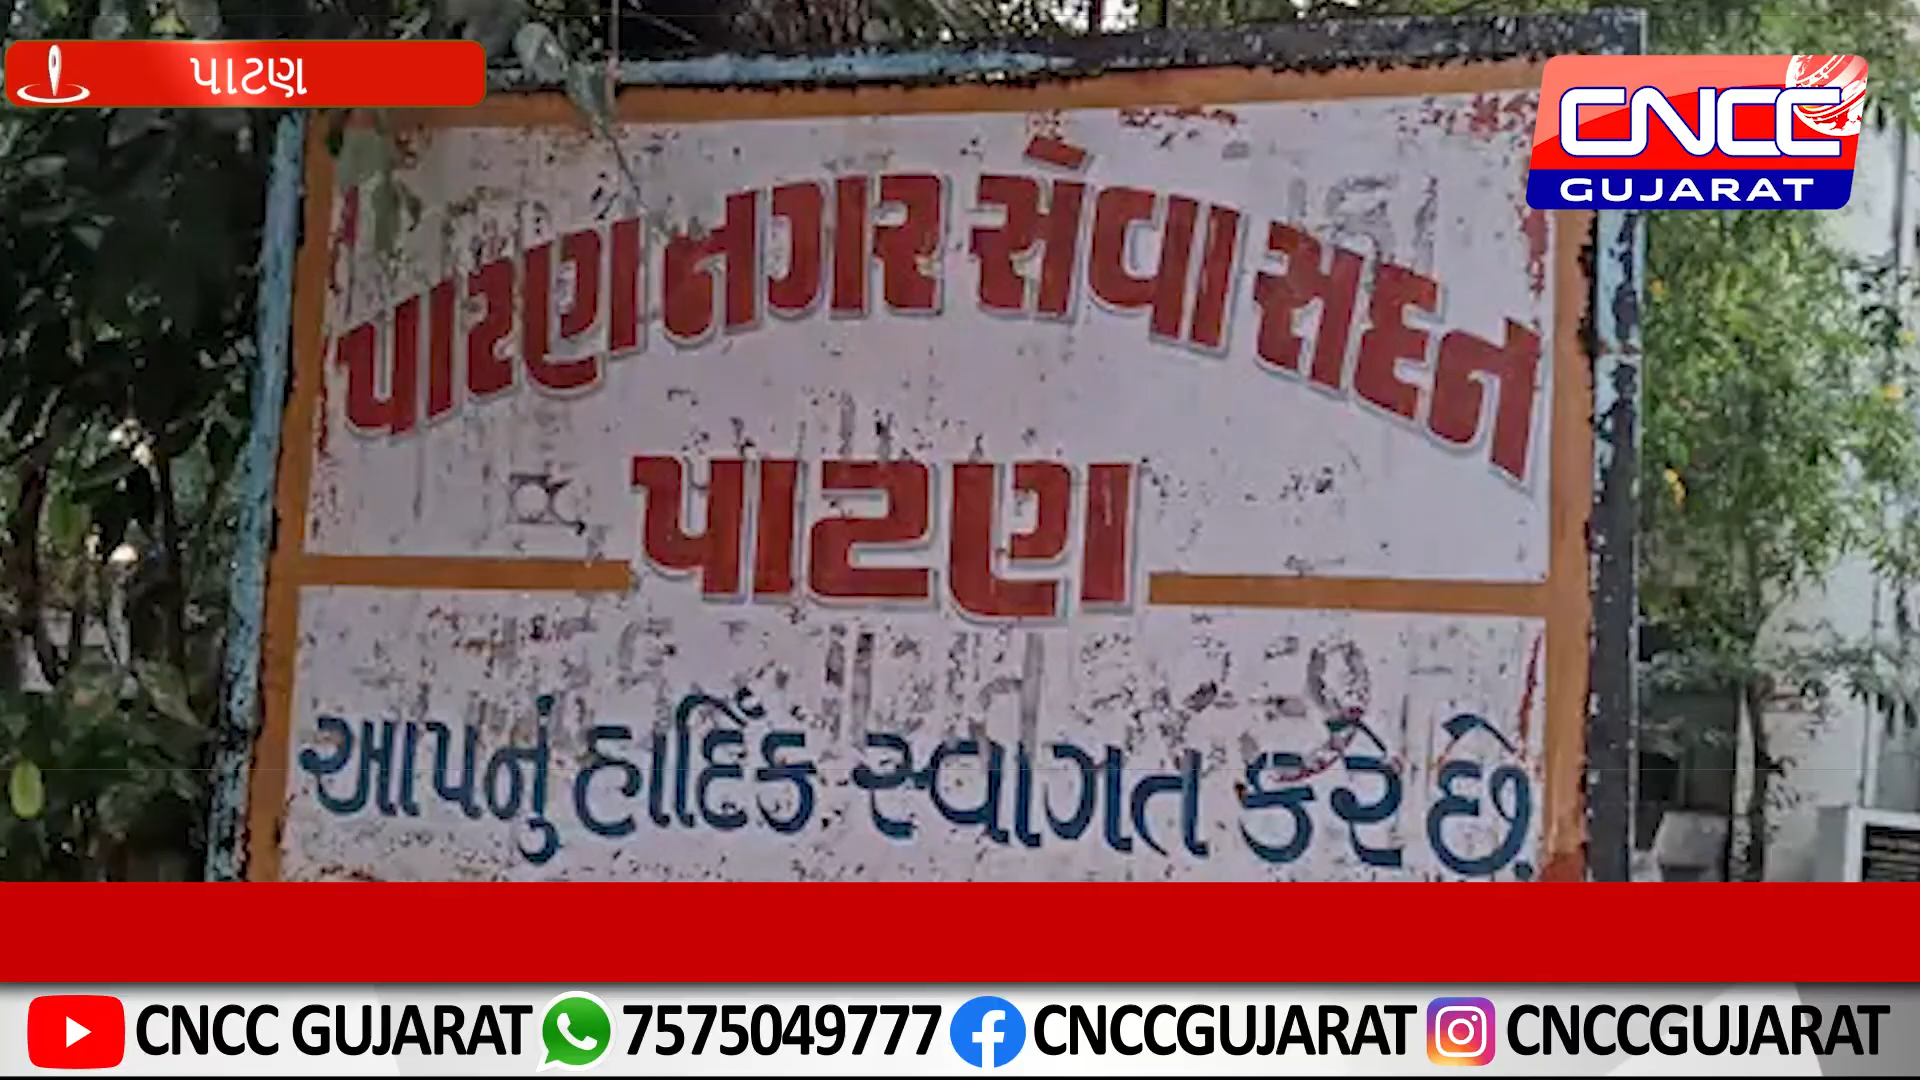 પાટણ
CNCC
GUJARAT
પાટણ નગર સેવા સદન
પાટણ
આપનું હાર્દિક સ્વાગત કરે છે.
CNCC GUJARAT 7575049777 CNCCGUJARAT CNCCGUJARAT